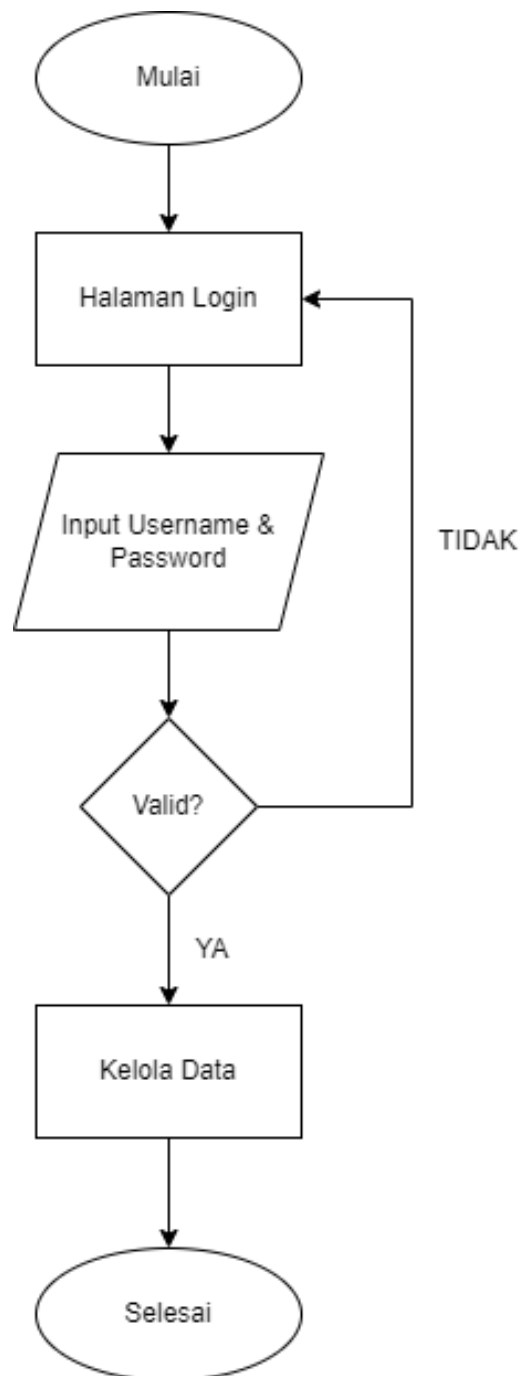 Mulai
Halaman Login
Input Username &
Password
TIDAK
Valid?
YA
Kelola Data
Selesai